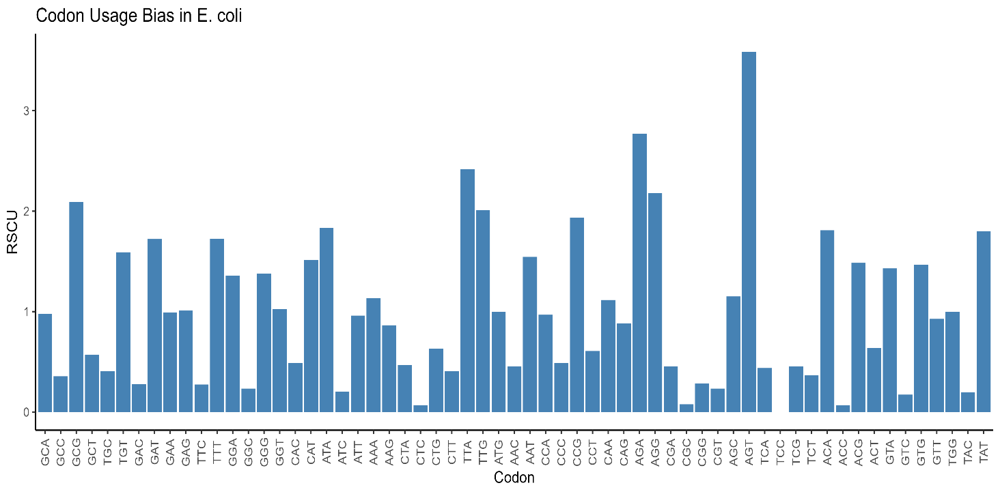 Codon Usage Bias in E. coli
RSCU
3
2
1
0
GCA GCC GCG GCT TGC TGT GAC GAT GAA GAG TTC TTT GGA GGC GGG GGT CAC CAT ATA ATC ATT AAA AAG CTA CTC CTG CTT TTA TTG ATG AAC AAT CCA CCC CCG CCT CAA CAG AGA AGG CGA CGC CGG CGT AGC AGT TCA TCC TCG TCT ACA ACC ACG ACT GTA GTC GTG GTT TGG TAC TAT
Codon